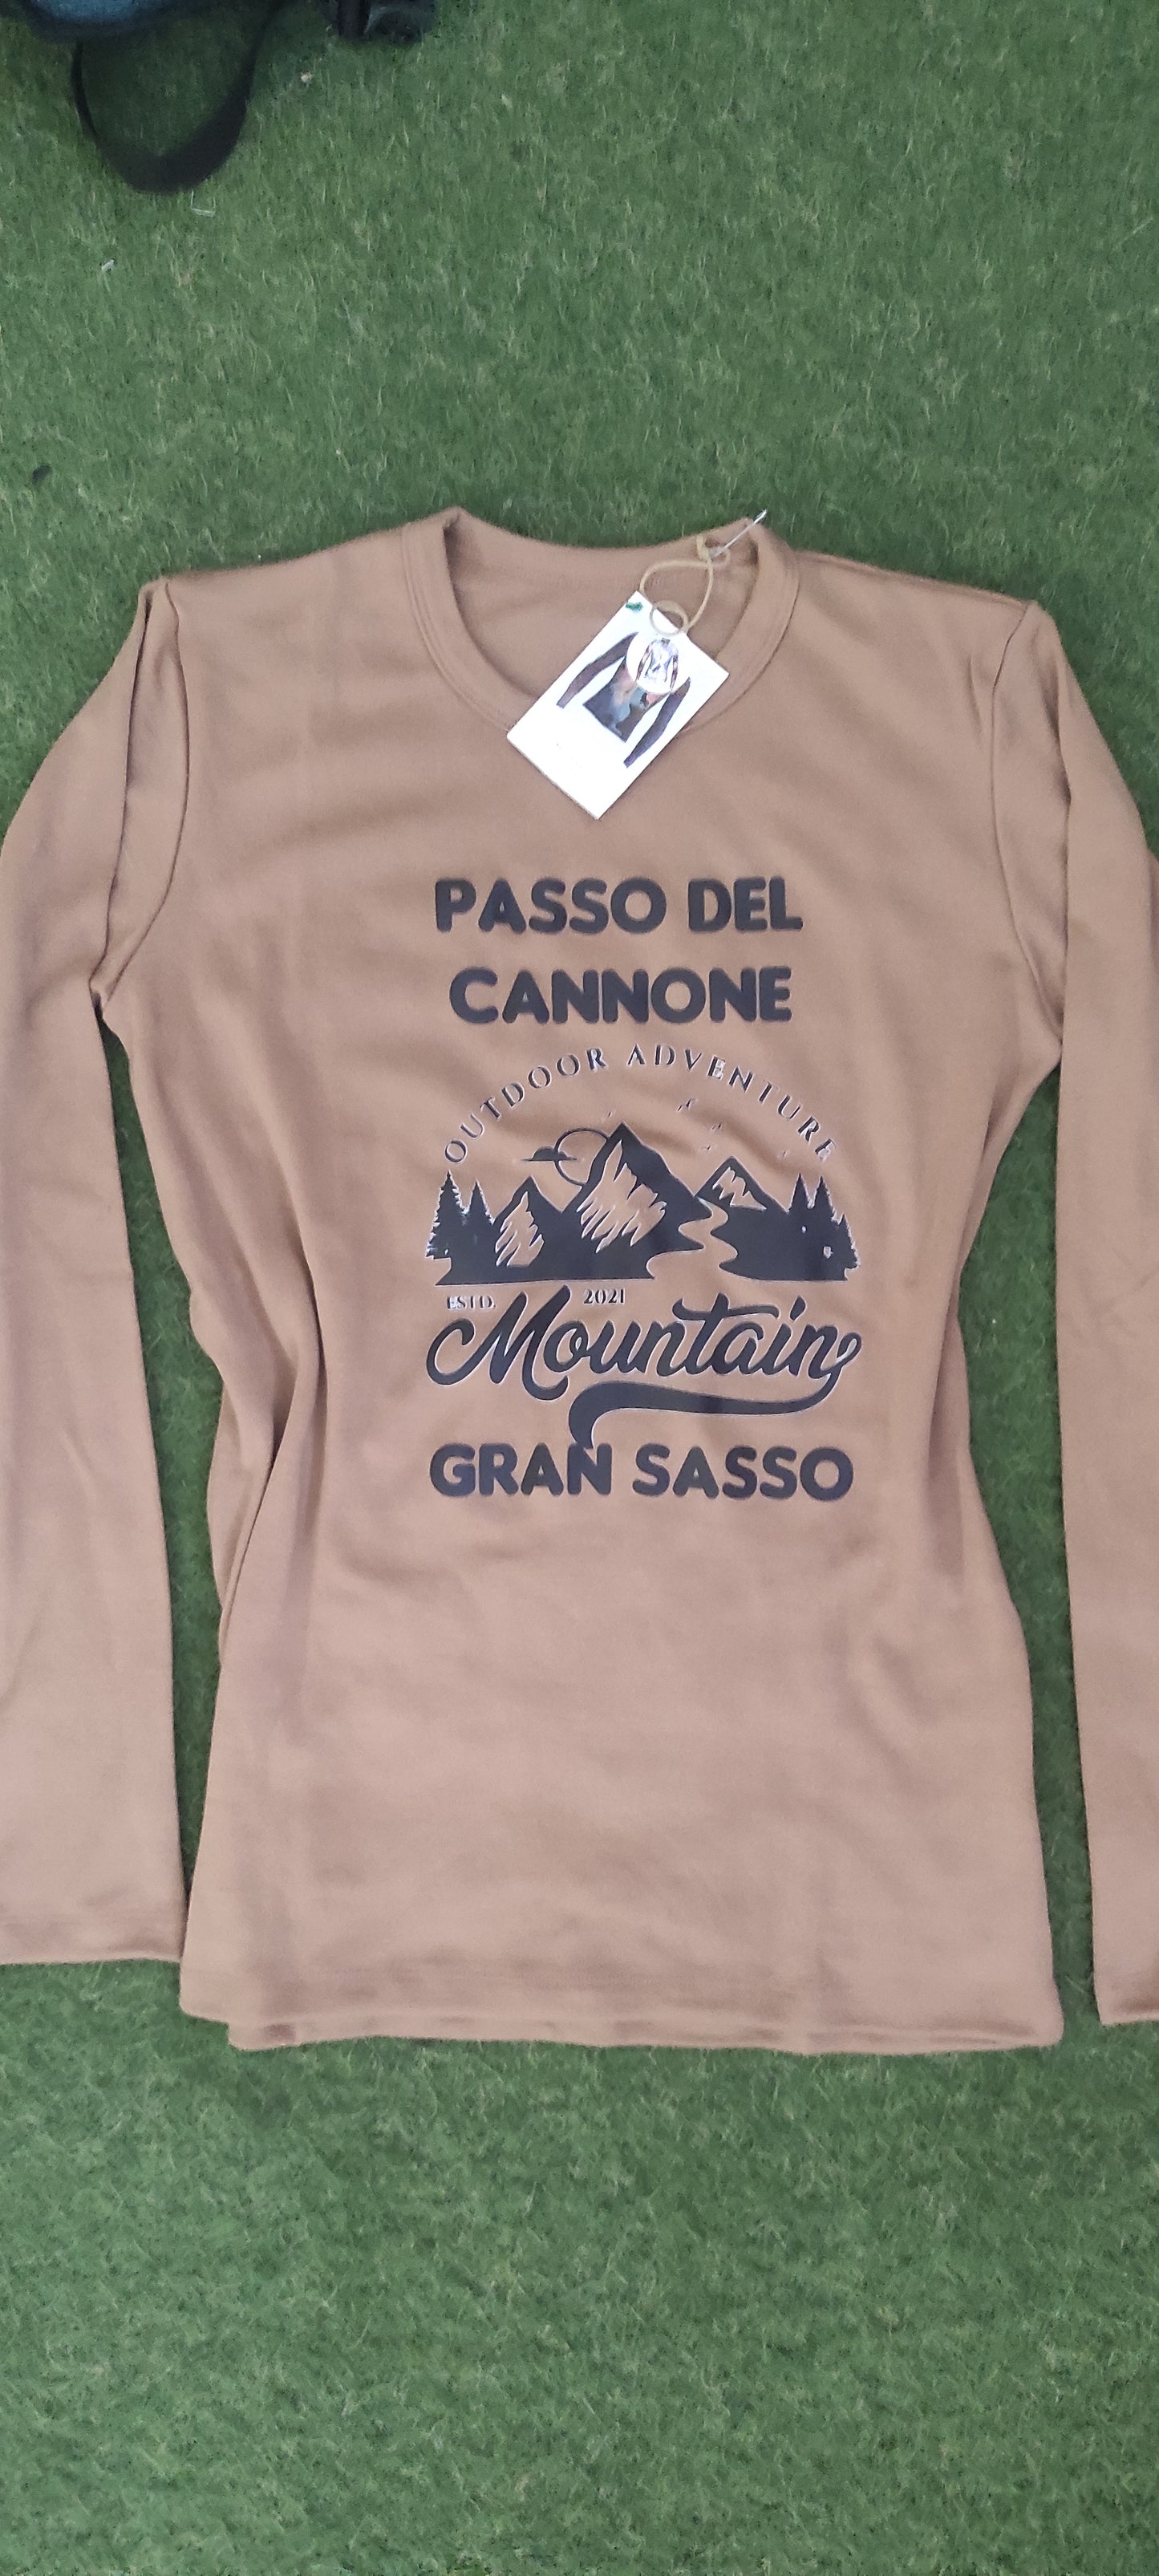 PASSO DEL
CANNONE
OUTDOOR ADVENTURE
ESTD. 2021
Mountain
GRAN SASSO